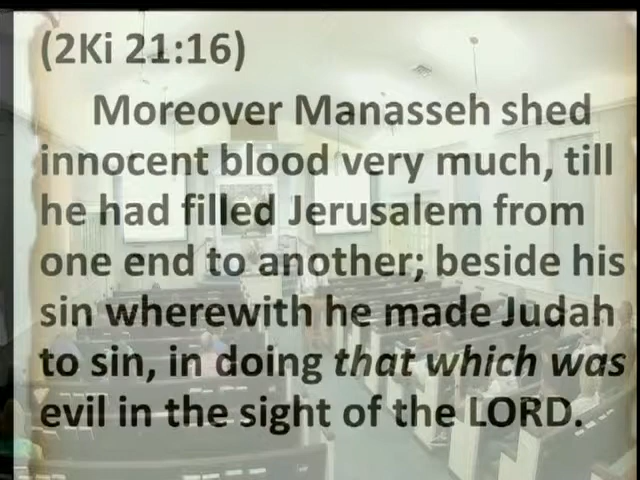 (2Ki 21:16)
Moreover Manasseh shed
innocent blood very much, till
he had filled Jerusalem from
one end to another; beside his
sin wherewith he made Judah
to sin, in doing that which was
evil in the sight of the LORD.